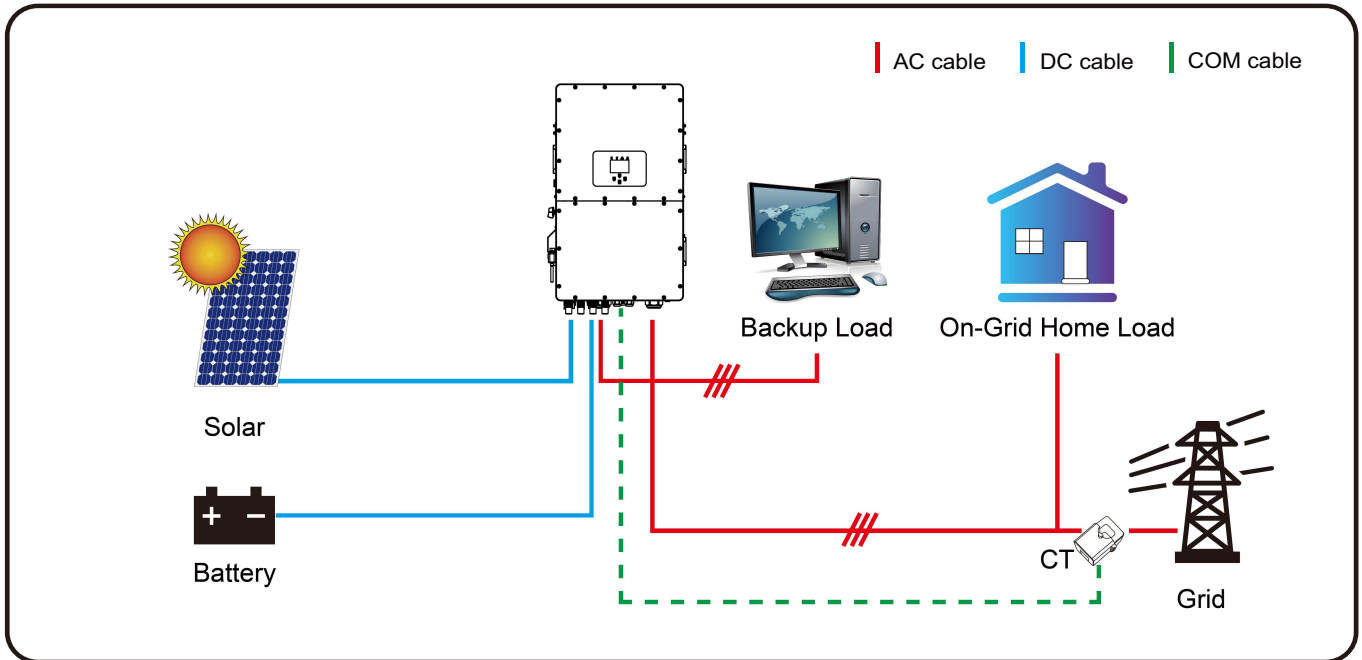 AC cable
DC cable
COM cable
Backup Load
On-Grid Home Load
Solar
Battery
CT
Grid